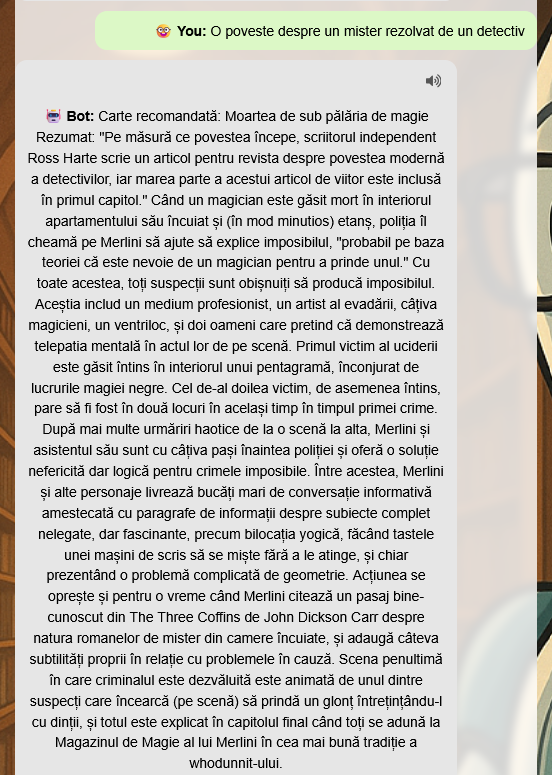 You: O poveste despre un mister rezolvat de un detectiv
Bot: Carte recomandată: Moartea de sub pălăria de magie
Rezumat: "Pe măsură ce povestea începe, scriitorul independent
Ross Harte scrie un articol pentru revista despre povestea modernă
a detectivilor, iar marea parte a acestui articol de viitor este inclusă
în primul capitol." Când un magician este găsit mort în interiorul
apartamentului său încuiat și (în mod minutios) etanș, poliția îl
cheamă pe Merlini să ajute să explice imposibilul, "probabil pe baza
teoriei că este nevoie de un magician pentru a prinde unul." Cu
toate acestea, toți suspecții sunt obișnuiți să producă imposibilul.
Aceștia includ un medium profesionist, un artist al evadării, câțiva
magicieni, un ventriloc, și doi oameni care pretind că demonstrează
telepatia mentală în actul lor de pe scenă. Primul victim al uciderii
este găsit întins în interiorul unui pentagramă, înconjurat de
lucrurile magiei negre. Cel de-al doilea victim, de asemenea întins,
pare să fi fost în două locuri în același timp în timpul primei crime.
După mai multe urmăriri haotice de la o scenă la alta, Merlini și
asistentul său sunt cu câțiva pași înaintea poliției și oferă o soluție
nefericită dar logică pentru crimele imposibile. Între acestea, Merlini
și alte personaje livrează bucăți mari de conversație informativă
amestecată cu paragrafe de informații despre subiecte complet
nelegate, dar fascinante, precum bilocația yogică, făcând tastele
unei mașini de scris să se miște fără a le atinge, și chiar
prezentând o problemă complicată de geometrie. Acțiunea se
oprește și pentru o vreme când Merlini citează un pasaj bine-
cunoscut din The Three Coffins de John Dickson Carr despre
natura romanelor de mister din camere încuiate, și adaugă câteva
subtilități proprii în relație cu problemele în cauză. Scena penultimă
în care criminalul este dezvăluită este animată de unul dintre
suspecți care încearcă (pe scenă) să prindă un glonț întrețințându-l
cu dinții, și totul este explicat în capitolul final când toți se adună la
Magazinul de Magie al lui Merlini în cea mai bună tradiție a
whodunnit-ului.